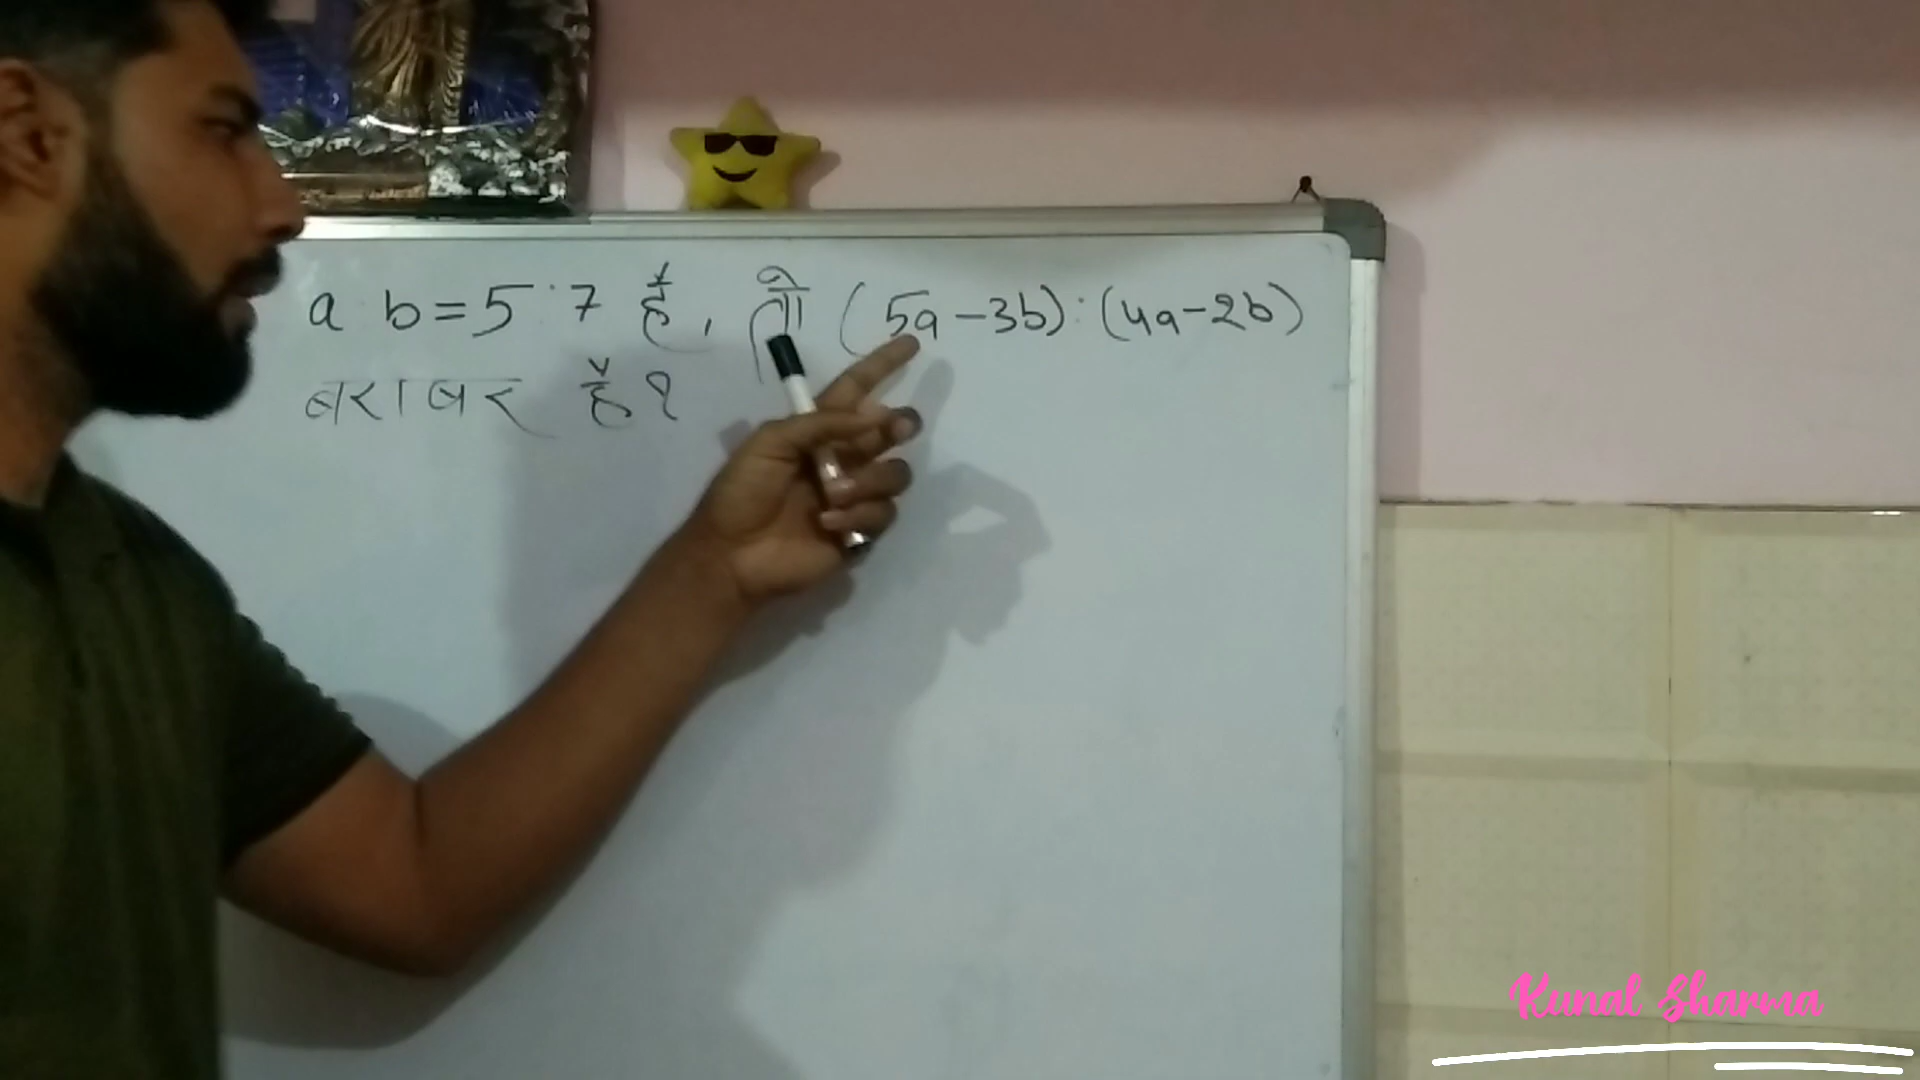 a b = 5 : 7 हैं, तो (5a - 3b) : (4a - 2b)
बराबर हैं?
Kunal Sharma